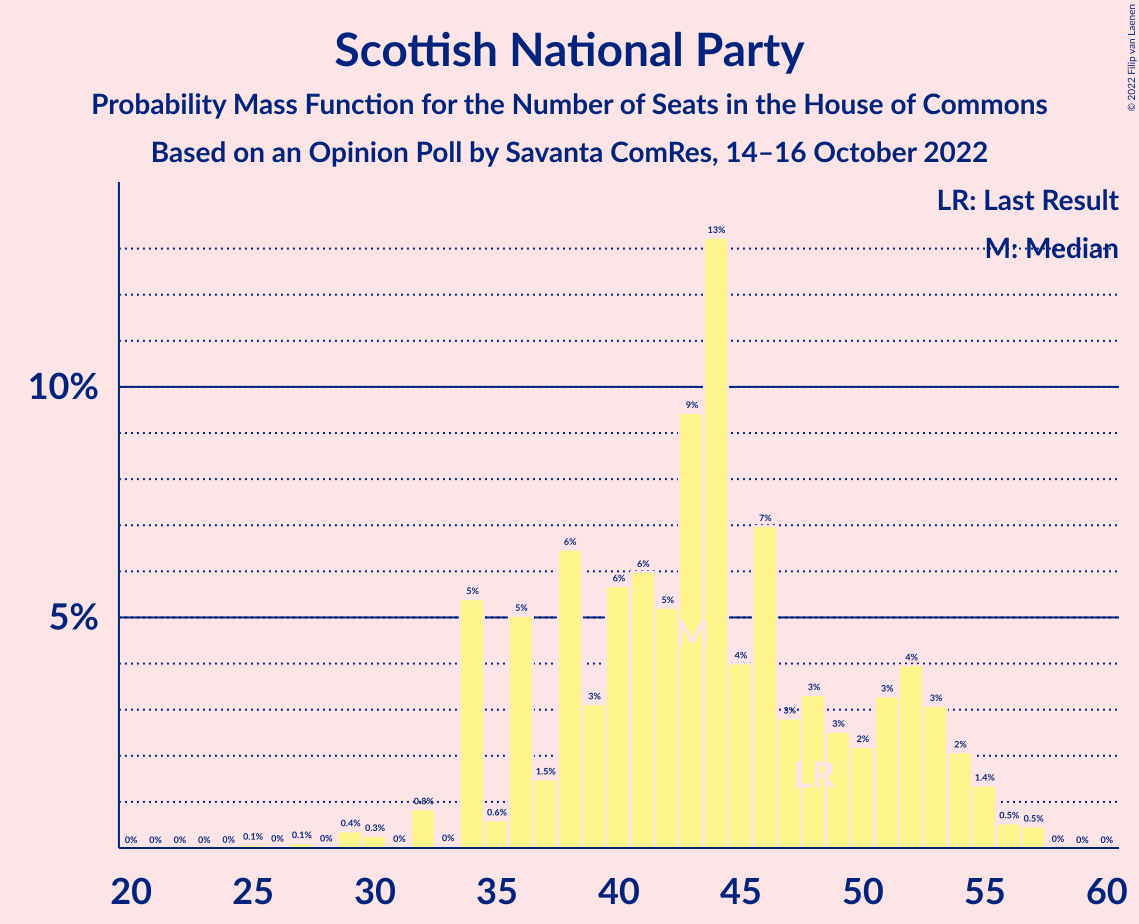 © 2022 Filip van Laenen
Scottish National Party
Probability Mass Function for the Number of Seats in the House of Commons
Based on an Opinion Poll by Savanta ComRes, 14–16 October 2022
LR: Last Result
M: Median
10%
5%
0% 0% 0% 0% 0% 0.1% 0% 0.1% 0% 0.4% 0.3% 0% 0.8% 0% 5% 0.6% 5% 1.5% 6% 3% 6% 6% 5% 9% 13% 4% 7% 3% 3% 3% 2% 3% 4% 3% 2% 1.4% 0.5% 0.5% 0% 0% 0%
M
LR
20 25 30 35 40 45 50 55 60